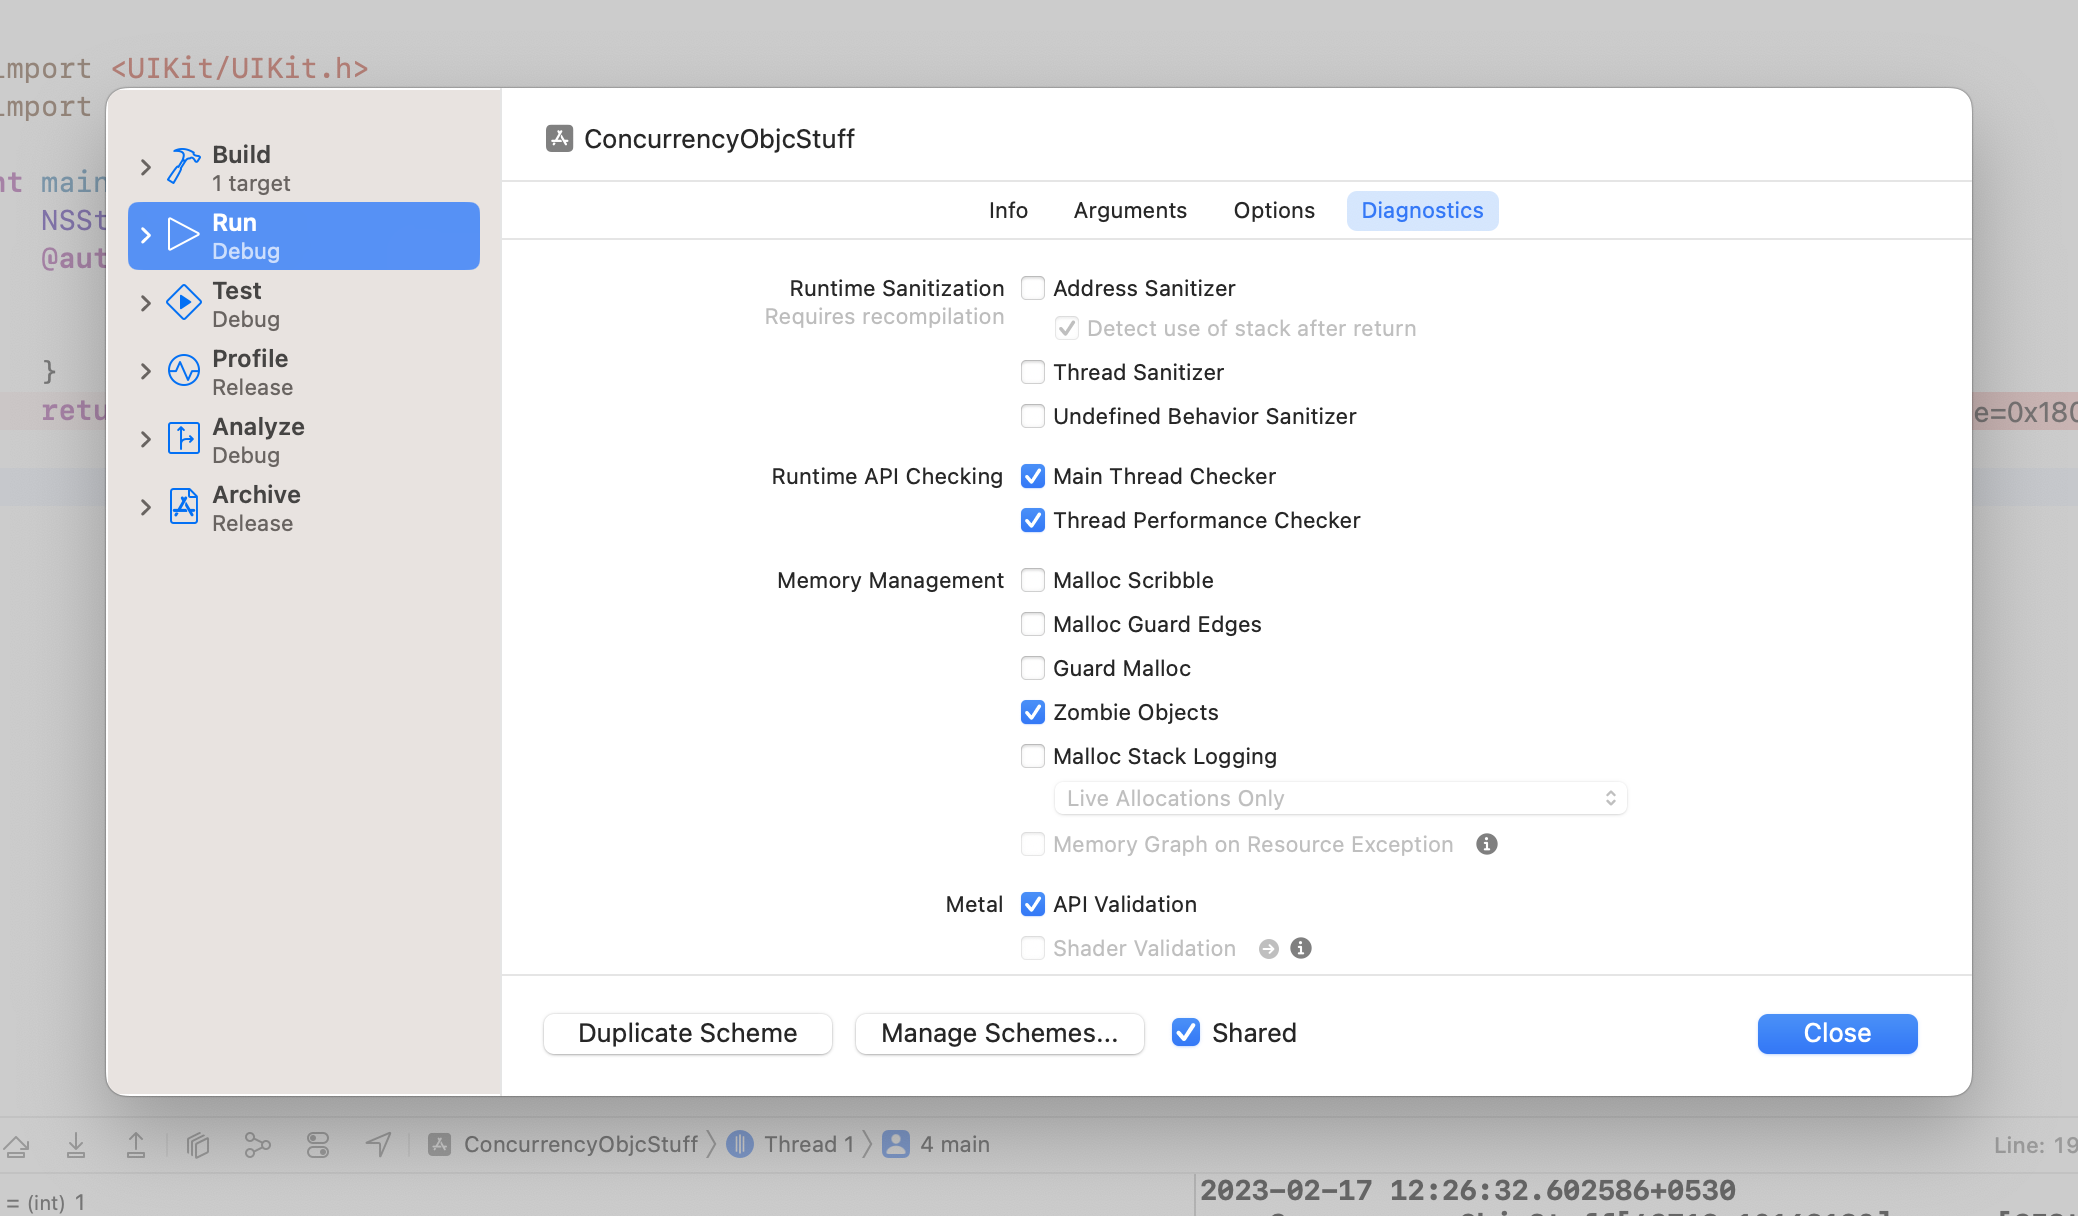 import <UIKit/UIKit.h>
import
nt main
NSSt
@aut
}
retu
e=0x180
Build
1 target
Run
Debug
Test
Debug
Profile
Release
Analyze
Debug
Archive
Release
ConcurrencyObjcStuff
Info Arguments Options Diagnostics
Runtime Sanitization Address Sanitizer
Requires recompilation
Detect use of stack after return
Thread Sanitizer
Undefined Behavior Sanitizer
Runtime API Checking Main Thread Checker
Thread Performance Checker
Memory Management Malloc Scribble
Malloc Guard Edges
Guard Malloc
Zombie Objects
Malloc Stack Logging
Live Allocations Only
Memory Graph on Resource Exception
Metal API Validation
Shader Validation
Duplicate Scheme Manage Schemes... Shared Close
ConcurrencyObjcStuff Thread 1 4 main Line: 19
= (int) 1
2023-02-17 12:26:32.602586+0530